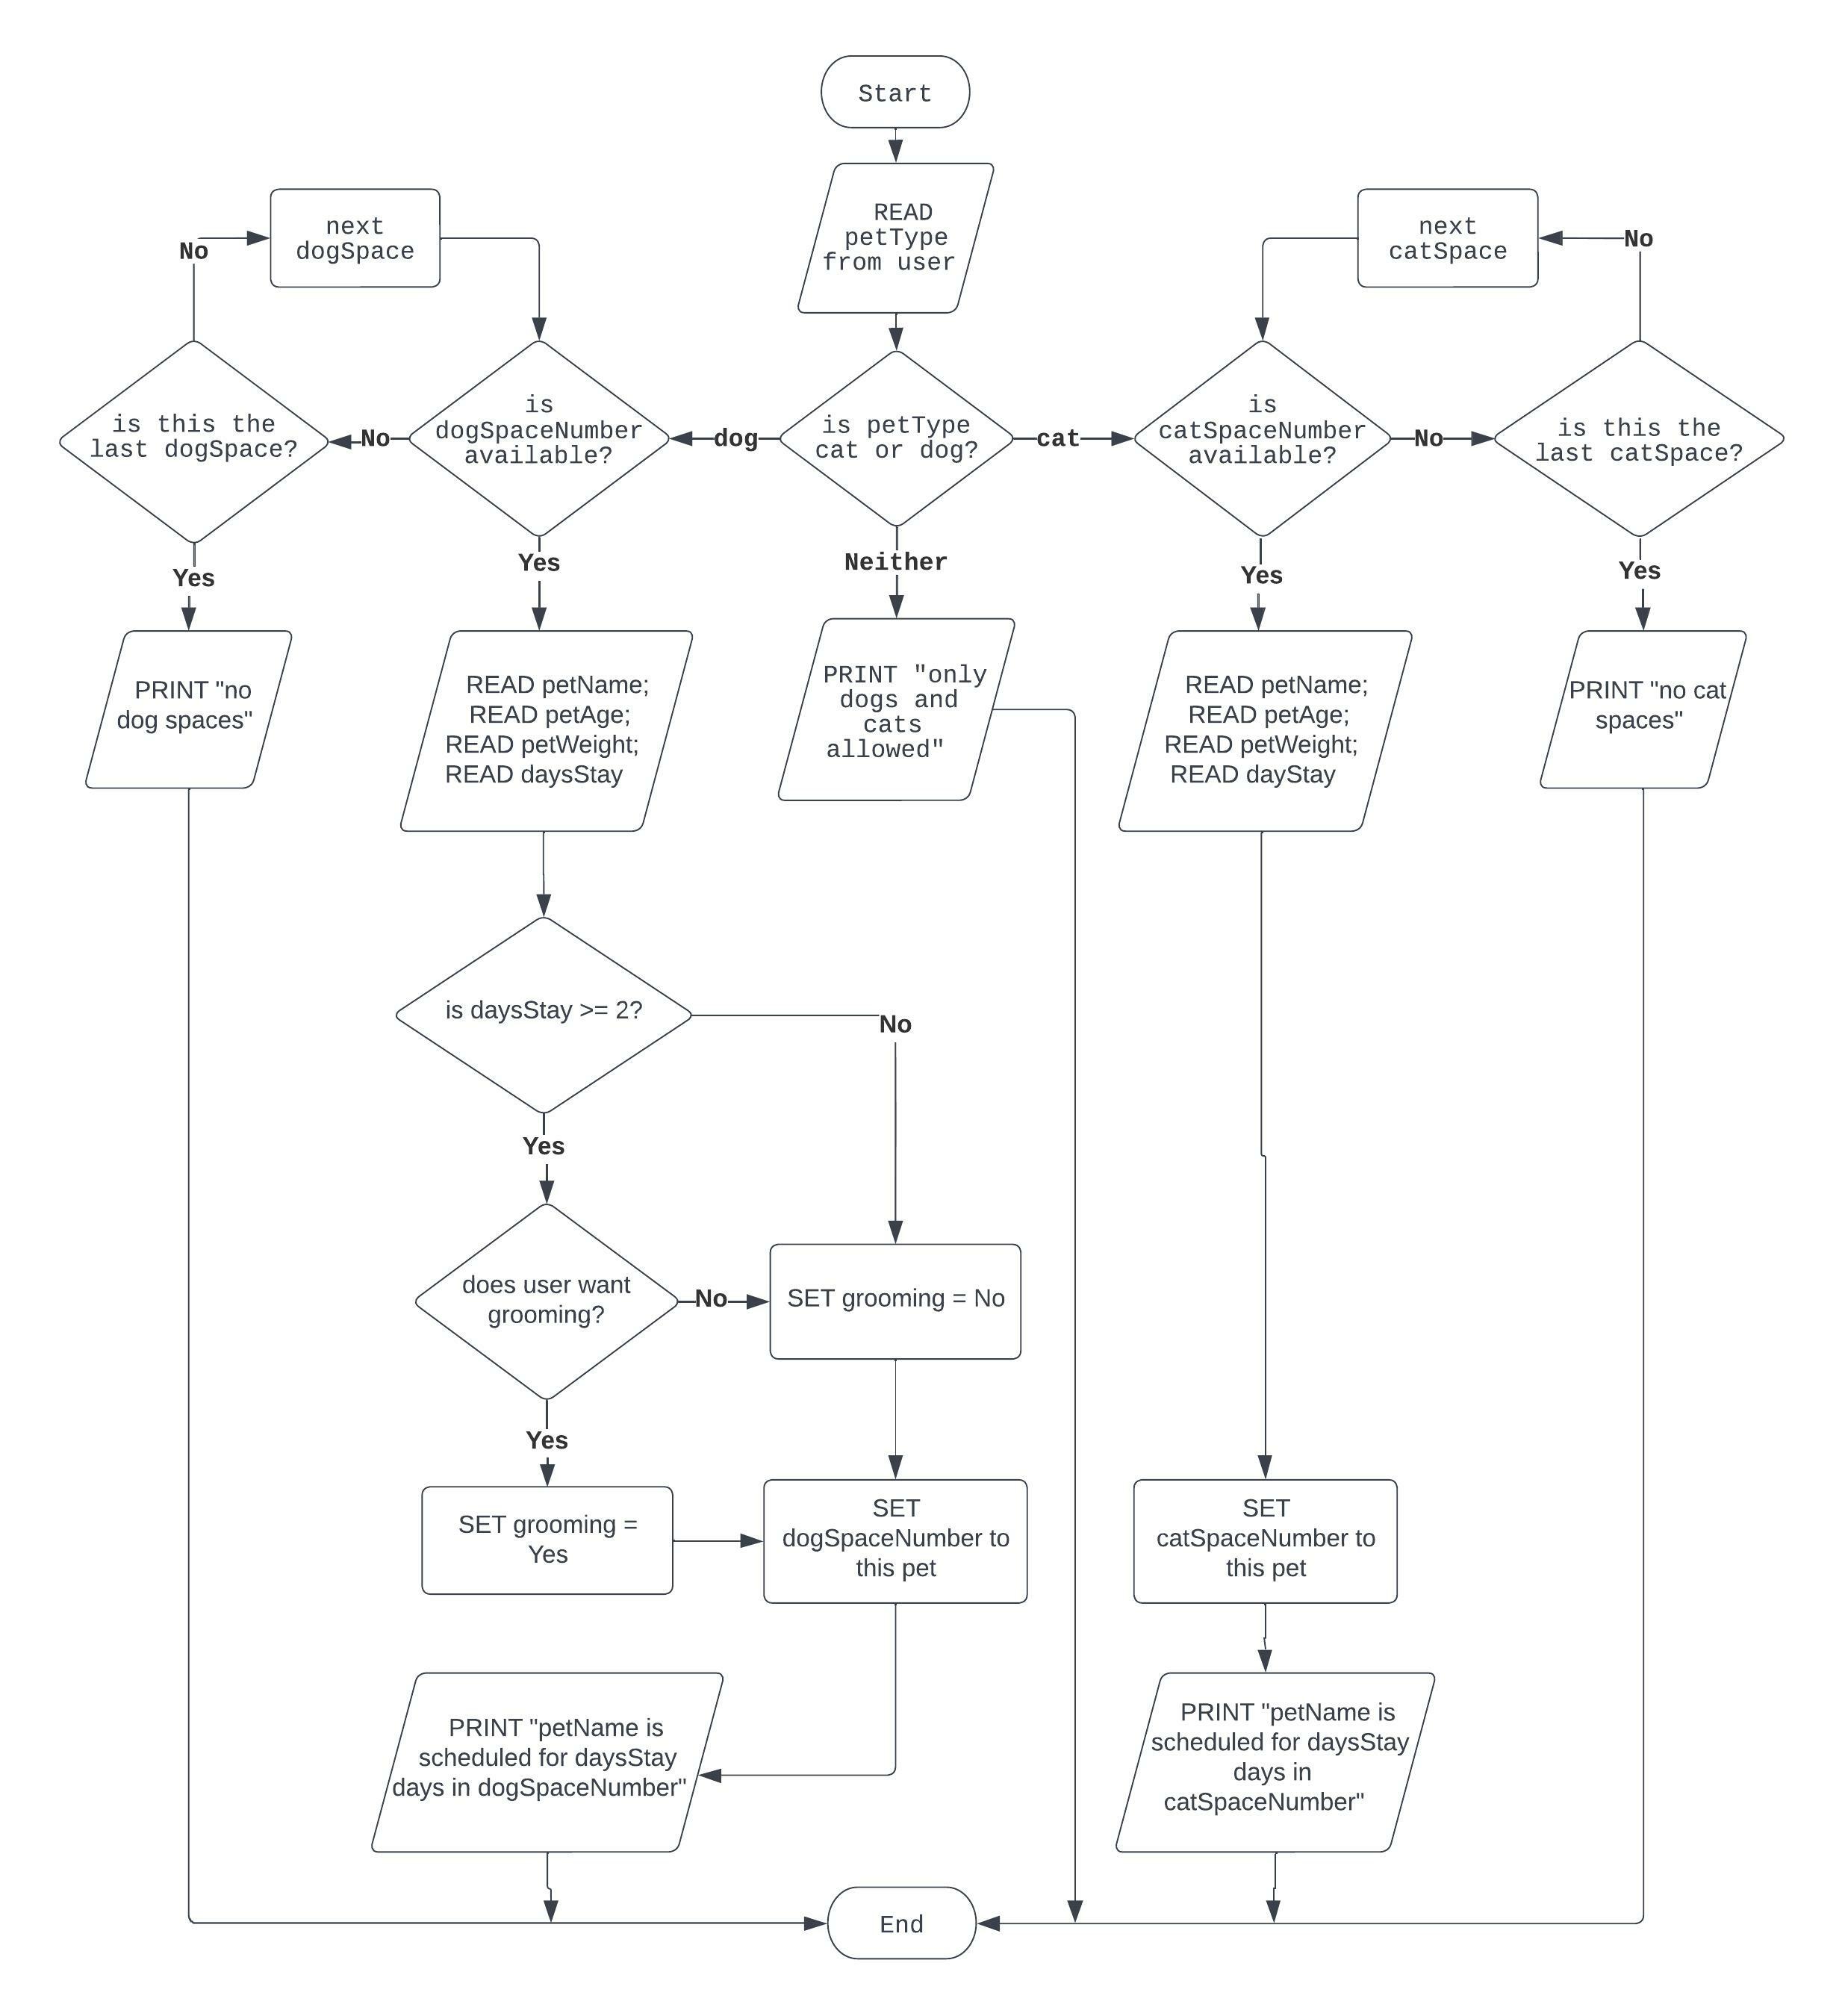 Start
READ
petType
from user
next
dogSpace
next
catSpace
No
No
is this the
last dogSpace?
No
is
dogSpaceNumber
available?
dog
is petType
cat or dog?
cat
is
catSpaceNumber
available?
No
is this the
last catSpace?
Yes
Yes
Neither
Yes
Yes
PRINT "no
dog spaces"
READ petName;
READ petAge;
READ petWeight;
READ daysStay
PRINT "only
dogs and
cats
allowed"
READ petName;
READ petAge;
READ petWeight;
READ dayStay
PRINT "no cat
spaces"
is daysStay >= 2?
No
Yes
does user want
grooming?
No
SET grooming = No
Yes
SET grooming =
Yes
SET
dogSpaceNumber to
this pet
SET
catSpaceNumber to
this pet
PRINT "petName is
scheduled for daysStay
days in dogSpaceNumber"
PRINT "petName is
scheduled for daysStay
days in
catSpaceNumber"
End